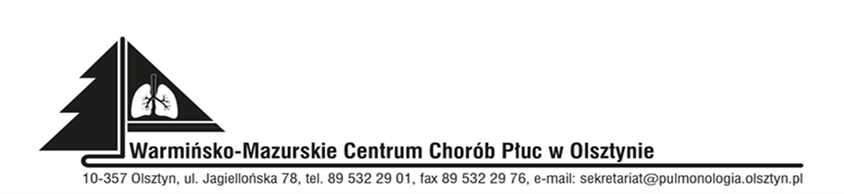 Warmińsko-Mazurskie Centrum Chorób Płuc w Olsztynie
10-357 Olsztyn, ul. Jagiellońska 78, tel. 89 532 29 01, fax 89 532 29 76, e-mail: sekretariat@pulmonologia.olsztyn.pl